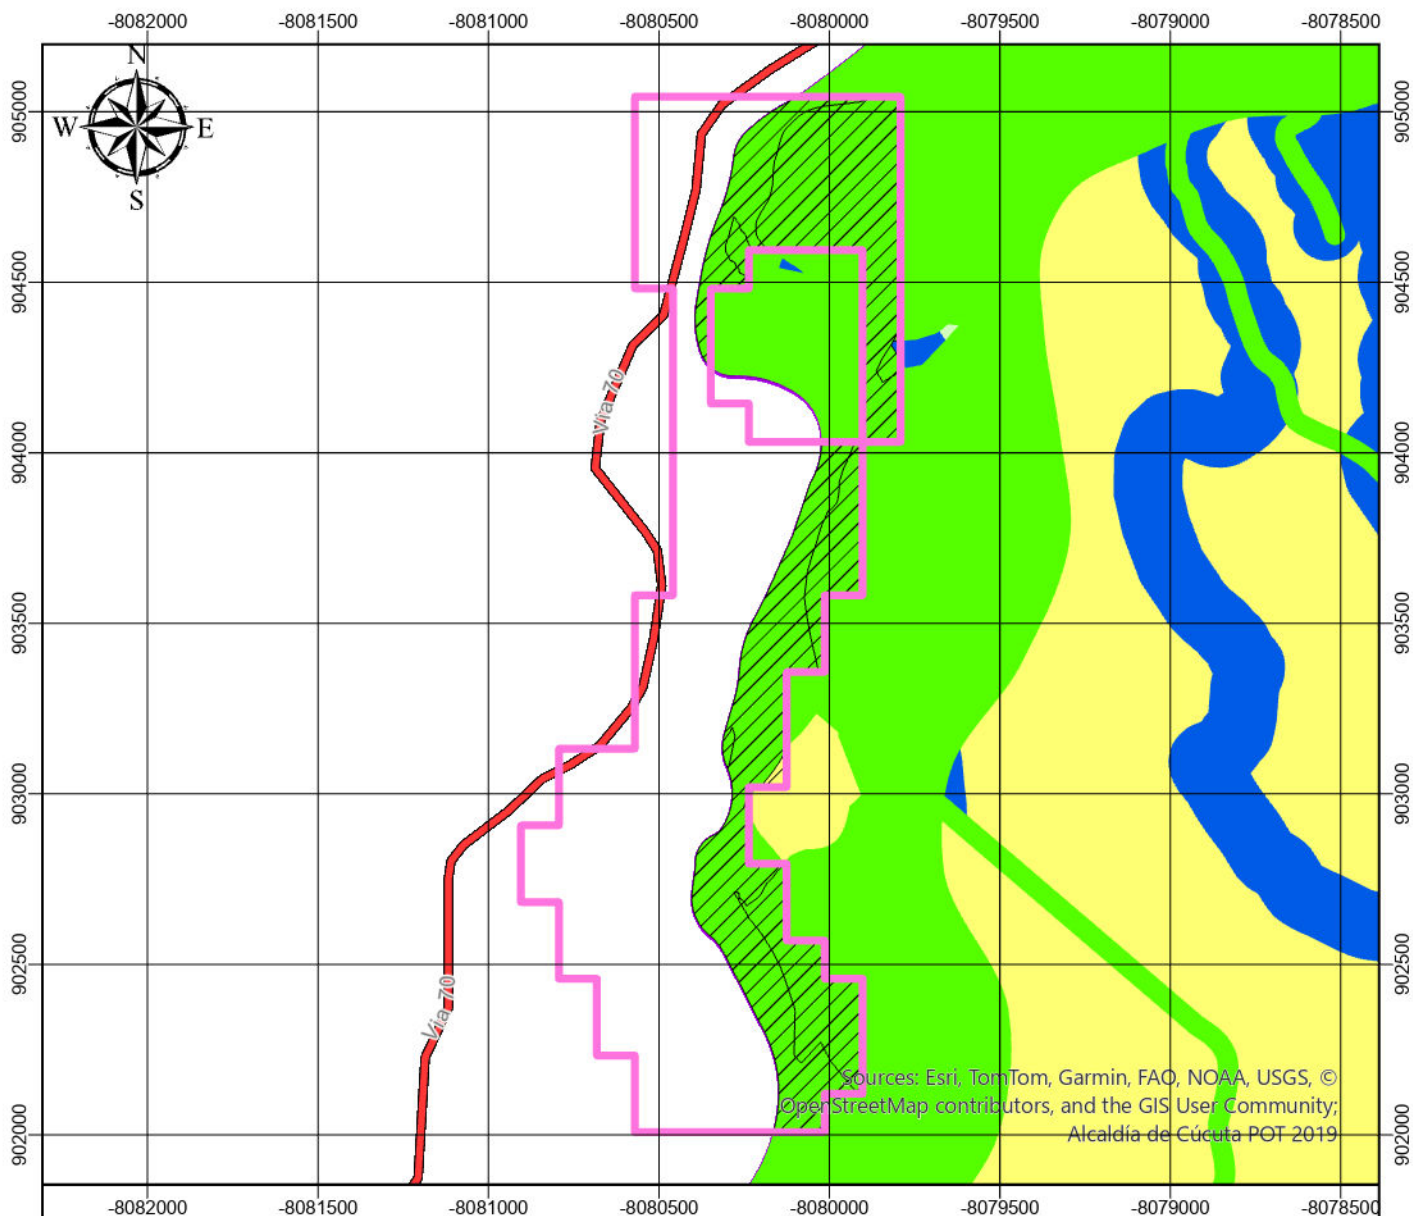 -8082000 -8081500 -8081000 -8080500 -8080000 -8079500 -8079000 -8078500
N
W E
S
905000 905000
904500 904500
Via 70
904000 904000
903500 903500
903000 903000
902500 902500
Via 70
Sources: Esri, TomTom, Garmin, FAO, NOAA, USGS, ©
OpenStreetMap contributors, and the GIS User Community;
Alcaldía de Cúcuta POT 2019
902000 902000
-8082000 -8081500 -8081000 -8080500 -8080000 -8079500 -8079000 -8078500